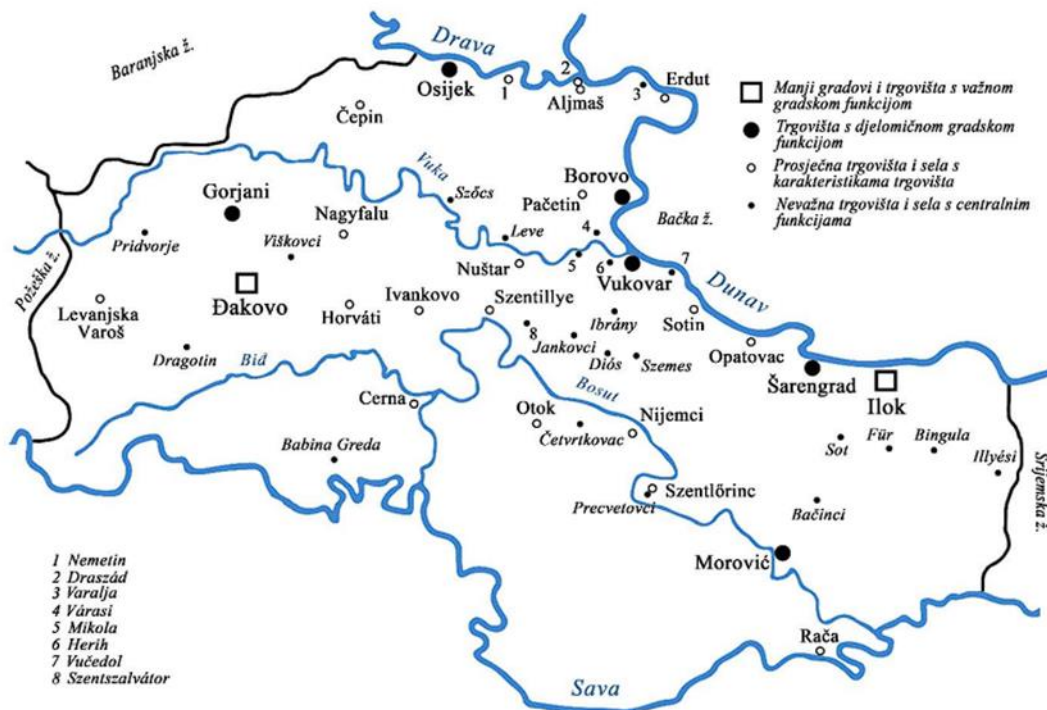 Baranjska ž.
Drava
Osijek
1
2
Aljmaš
3
Erdut
Čepin
Manji gradovi i trgovišta s važnom
gradskom funkcijom
Trgovišta s djelomičnom gradskom
funkcijom
Prosječna trgovišta i sela s
karakteristikama trgovišta
Nevažna trgovišta i sela s centralnim
funkcijama
Vuka
Szőcs
Borovo
Pačetin
Bačka ž.
Gorjani
Nagyfalu
Pridvorje
Viškovci
Leve
4
5
6
7
Nuštar
Vukovar
Dunav
Požeška ž.
Levanjska
Varoš
Đakovo
Horváti
Ivankovo
Szentillye
8
Jankovci
Ibrány
Sotin
Diós
Szemes
Opatovac
Šarengrad
Ilok
Dragotin
Bid
Bosut
Cerna
Otok
Četvrtkovac
Nijemci
Babina Greda
Sot
Für
Bingula
Illyési
Srijemska ž.
Precvetovci
Szentlőrinc
Bačinci
Morović
Rača
Sava
1 Nemetin
2 Draszád
3 Varalja
4 Várasi
5 Mikola
6 Herih
7 Vučedol
8 Szentszalvátor